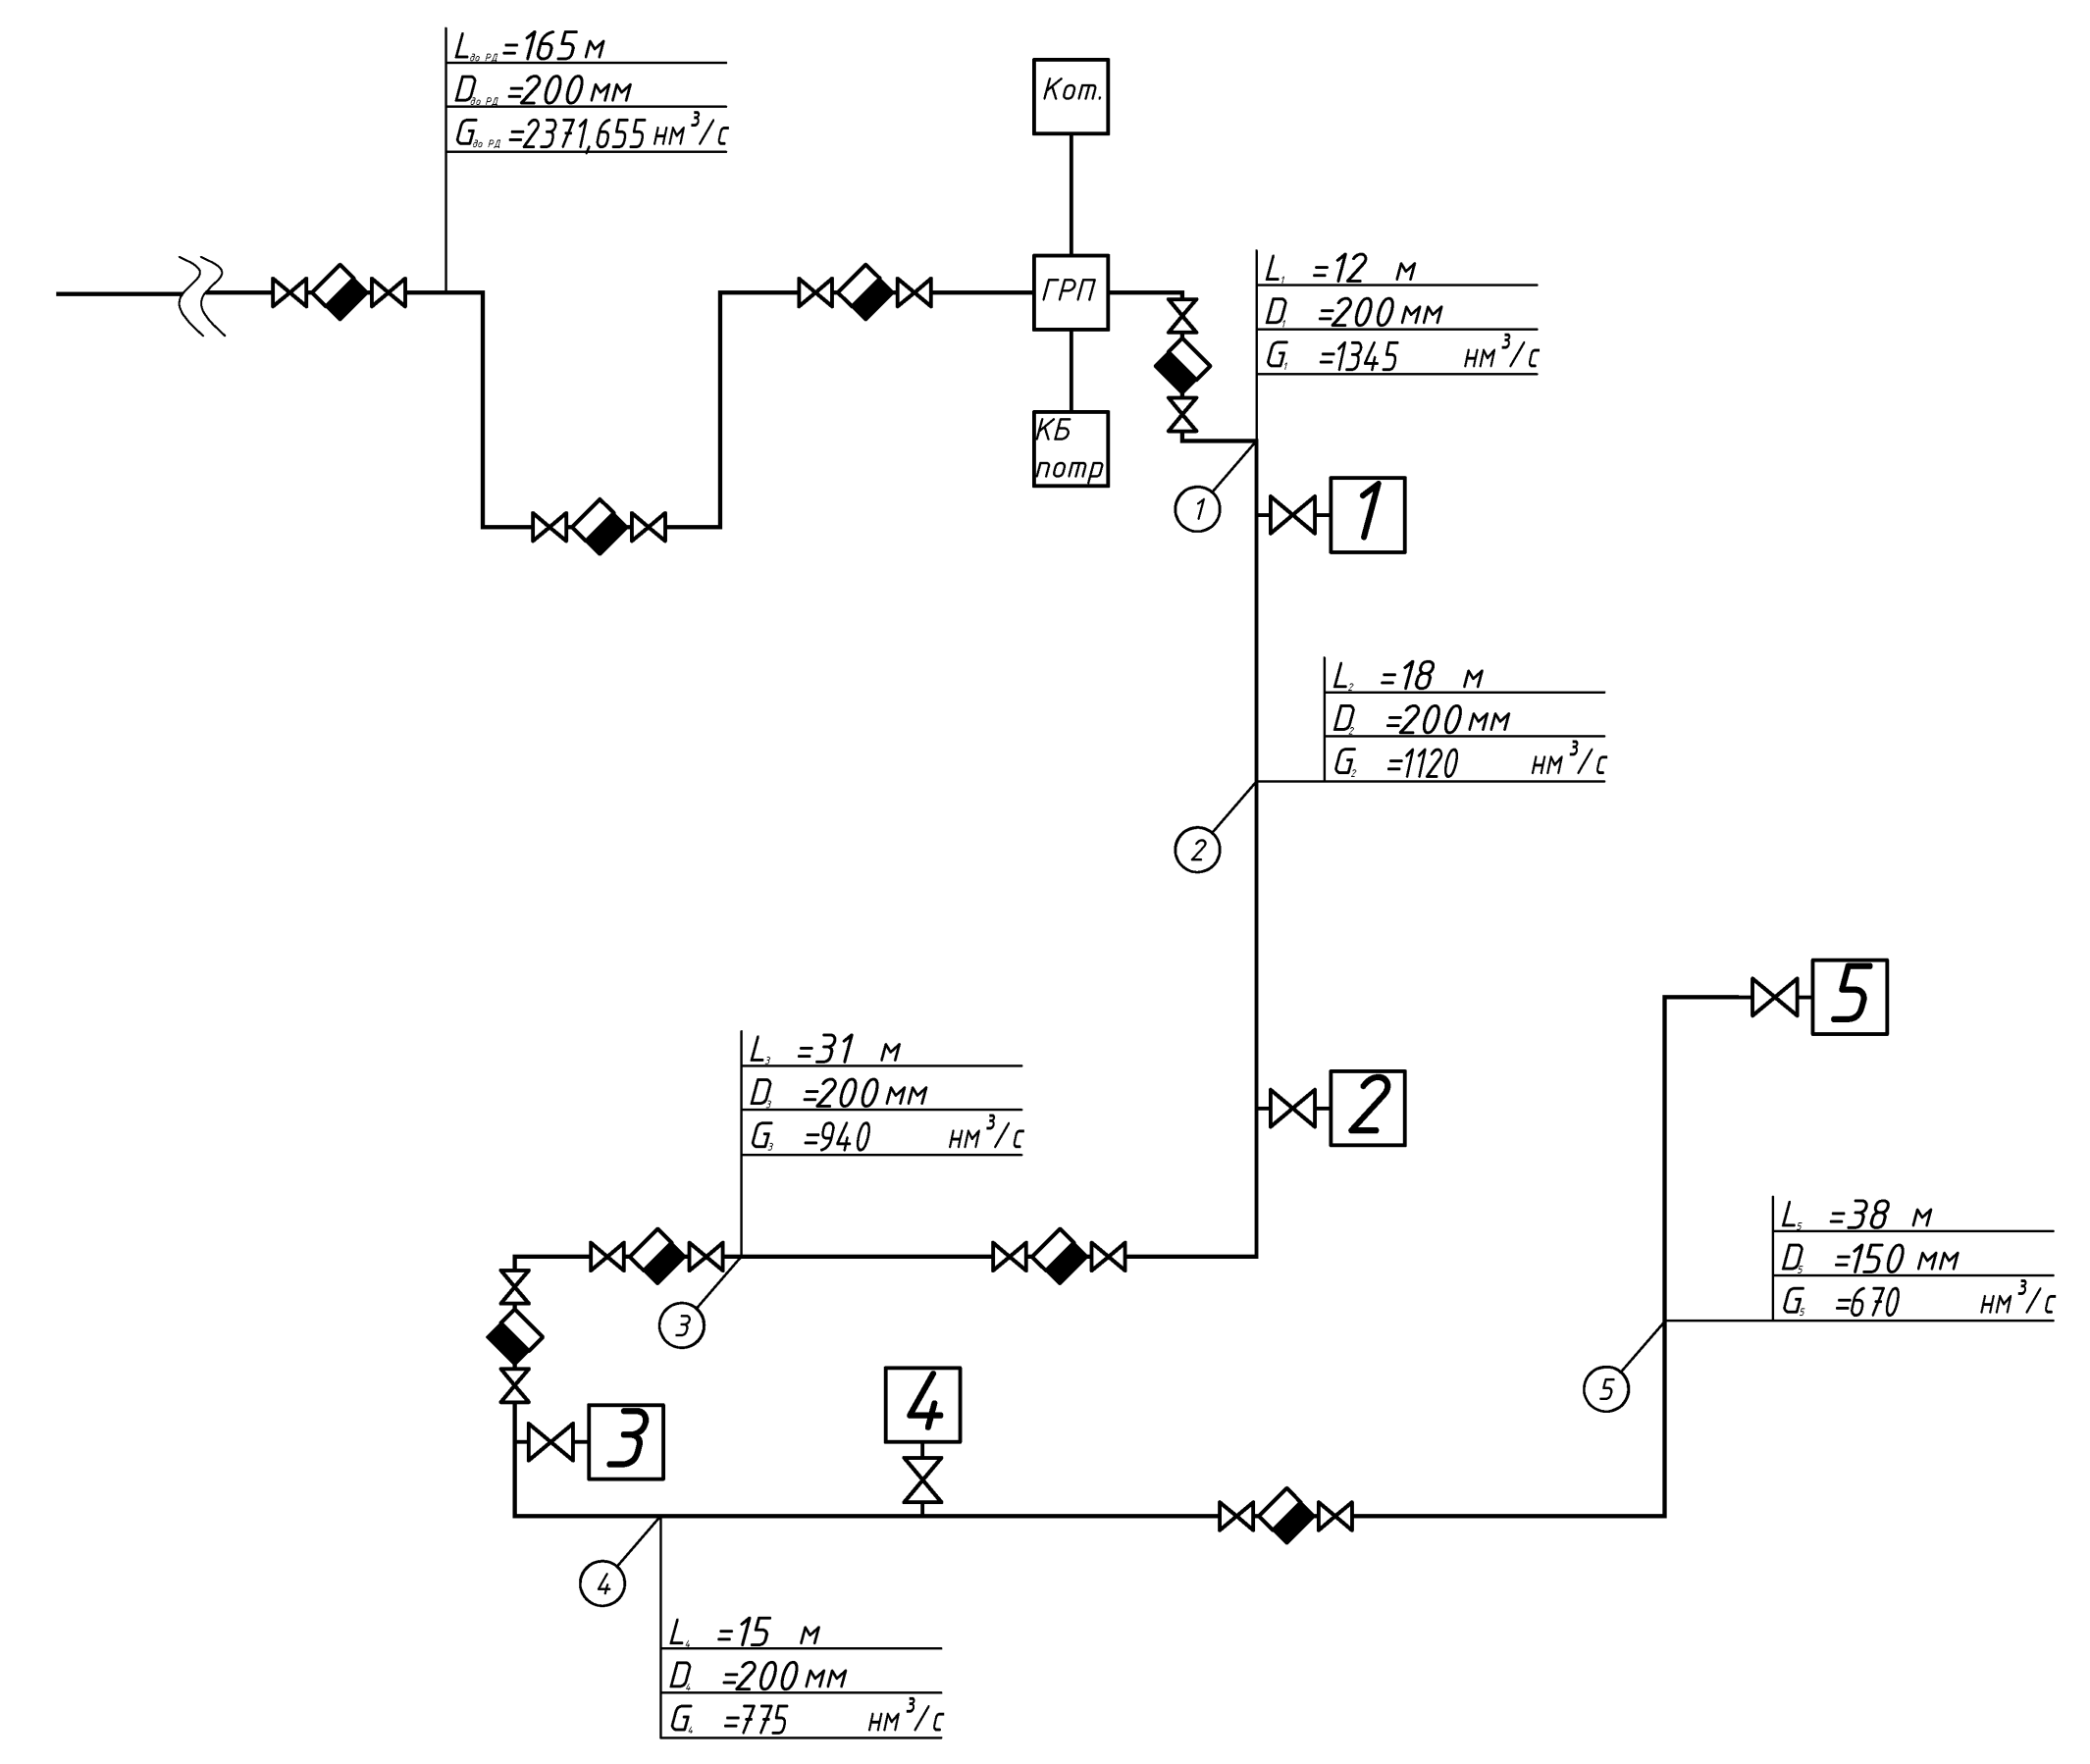 Lдо РД =165 м
Dдо РД =200 мм
Gдо РД =2371,655 нм³/с
Кот.
ГРП
КБ
потр
L1 =12 м
D1 =200 мм
G1 =1345 нм³/с
1
1
L2 =18 м
D2 =200 мм
G2 =1120 нм³/с
2
5
L3 =31 м
D3 =200 мм
G3 =940 нм³/с
2
3
L5 =38 м
D5 =150 мм
G5 =670 нм³/с
5
3
4
4
L4 =15 м
D4 =200 мм
G4 =775 нм³/с